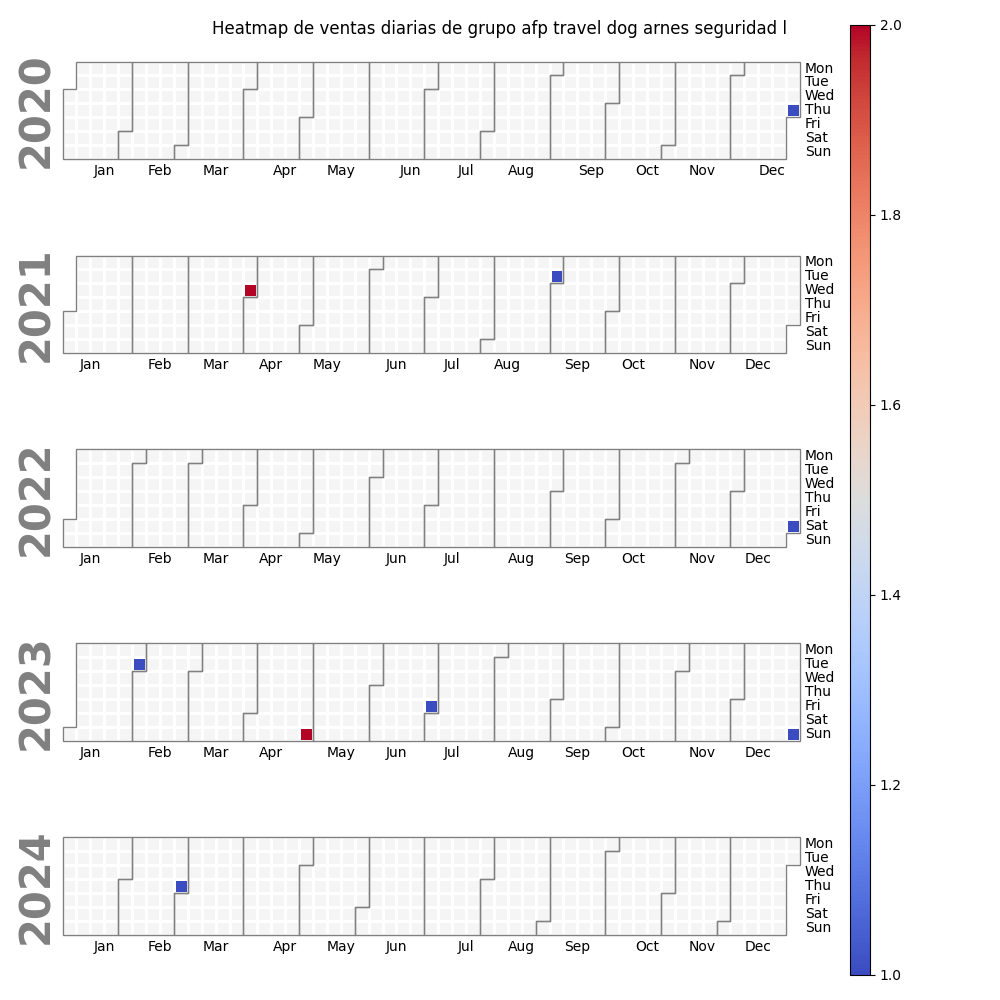 Heatmap de ventas diarias de grupo afp travel dog arnes seguridad l
2020
Mon
Tue
Wed
Thu
Fri
Sat
Sun
Jan Feb Mar Apr May Jun Jul Aug Sep Oct Nov Dec
2021
Mon
Tue
Wed
Thu
Fri
Sat
Sun
Jan Feb Mar Apr May Jun Jul Aug Sep Oct Nov Dec
2022
Mon
Tue
Wed
Thu
Fri
Sat
Sun
Jan Feb Mar Apr May Jun Jul Aug Sep Oct Nov Dec
2023
Mon
Tue
Wed
Thu
Fri
Sat
Sun
Jan Feb Mar Apr May Jun Jul Aug Sep Oct Nov Dec
2024
Mon
Tue
Wed
Thu
Fri
Sat
Sun
Jan Feb Mar Apr May Jun Jul Aug Sep Oct Nov Dec
2.0
1.8
1.6
1.4
1.2
1.0